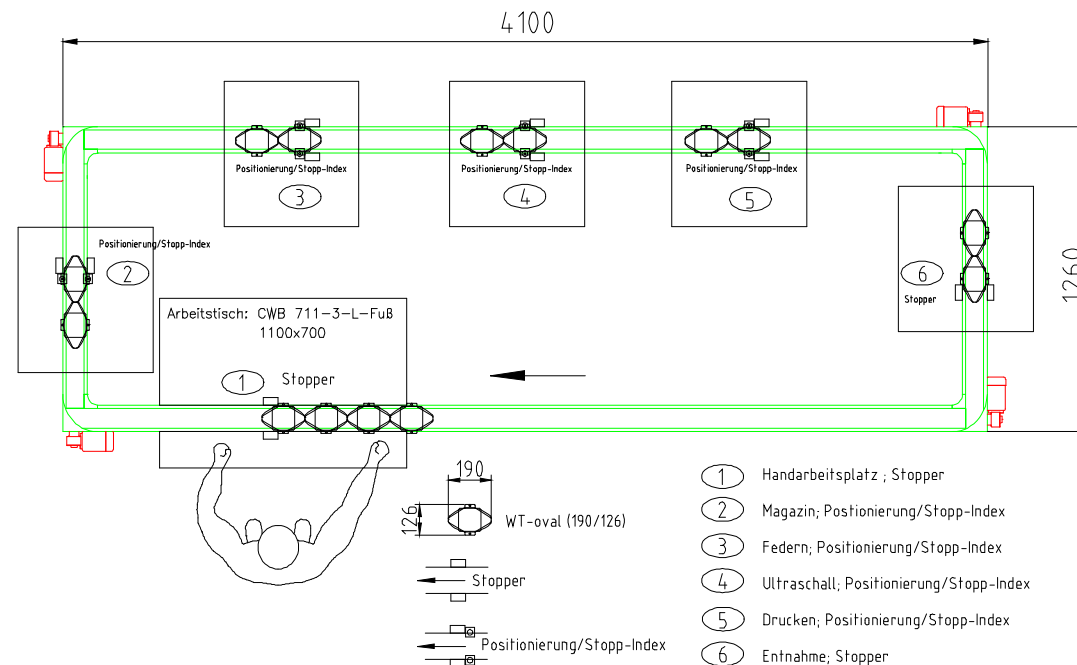 4100
Positionierung/Stopp-Index
3
Positionierung/Stopp-Index
4
Positionierung/Stopp-Index
5
Positionierung/Stopp-Index
2
6
Stopper
1260
Arbeitstisch: CWB 711-3-L-Fuß
1100x700
1
Stopper
190
126
WT-oval (190/126)
Stopper
Positionierung/Stopp-Index
1 Handarbeitsplatz ; Stopper
2 Magazin; Postionierung/Stopp-Index
3 Federn; Positionierung/Stopp-Index
4 Ultraschall; Positionierung/Stopp-Index
5 Drucken; Positionierung/Stopp-Index
6 Entnahme; Stopper